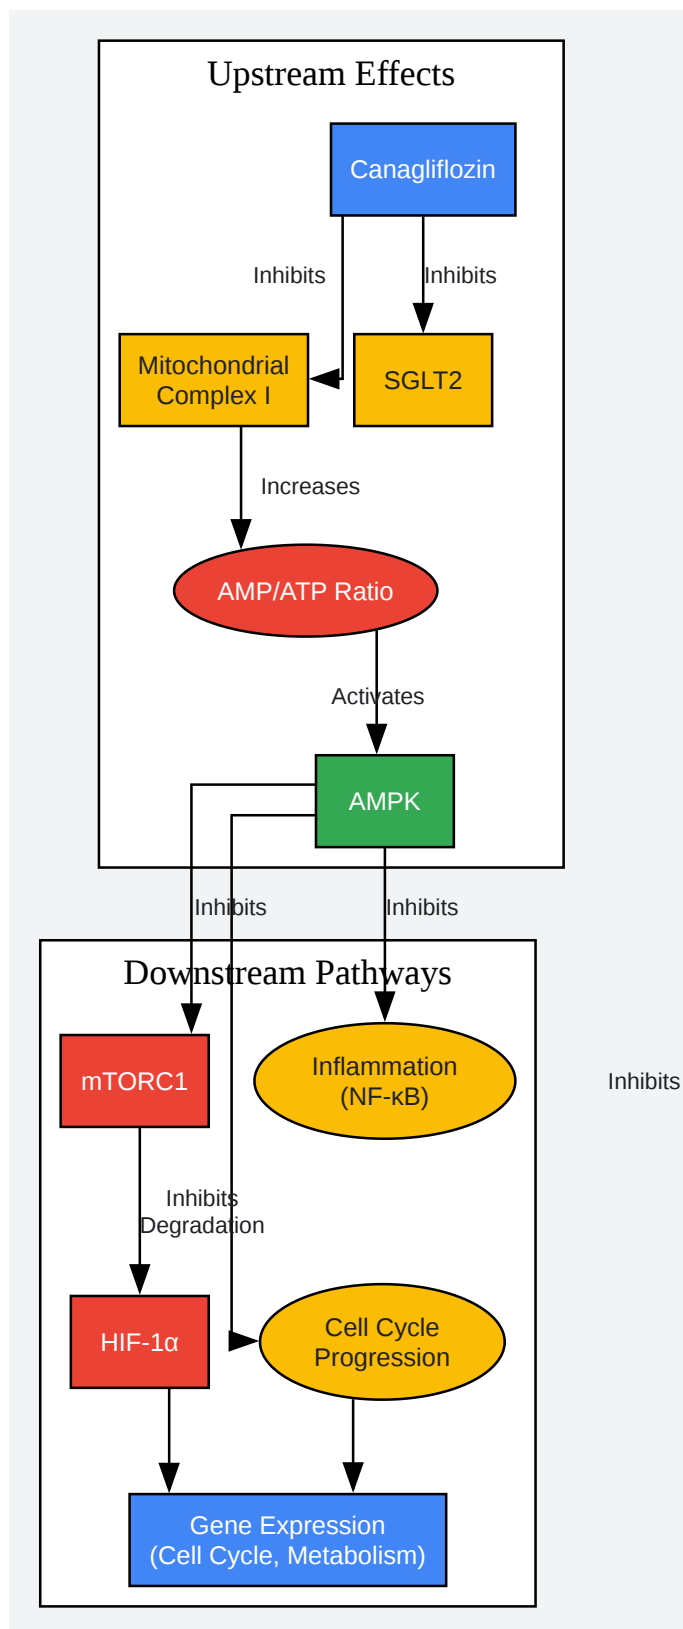 Upstream Effects
Canagliflozin
Inhibits
Inhibits
Mitochondrial
Complex I
SGLT2
Increases
AMP/ATP Ratio
Activates
AMPK
Inhibits
Inhibits
Downstream Pathways
mTORC1
Inflammation
(NF-κB)
Inhibits
Inhibits
Degradation
HIF-1α
Cell Cycle
Progression
Gene Expression
(Cell Cycle, Metabolism)